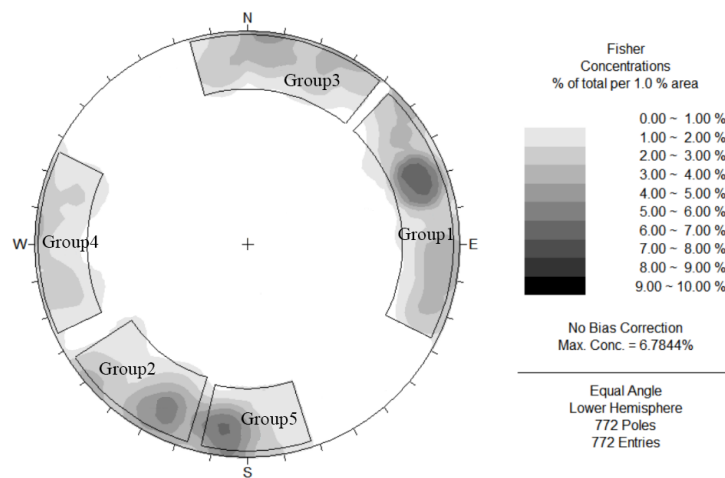 N
Group3
Group1
E
W
Group4
Group2
Group5
S
Fisher
Concentrations
% of total per 1.0 % area
0.00 ~ 1.00 %
1.00 ~ 2.00 %
2.00 ~ 3.00 %
3.00 ~ 4.00 %
4.00 ~ 5.00 %
5.00 ~ 6.00 %
6.00 ~ 7.00 %
7.00 ~ 8.00 %
8.00 ~ 9.00 %
9.00 ~ 10.00 %
No Bias Correction
Max. Conc. = 6.7844%
Equal Angle
Lower Hemisphere
772 Poles
772 Entries